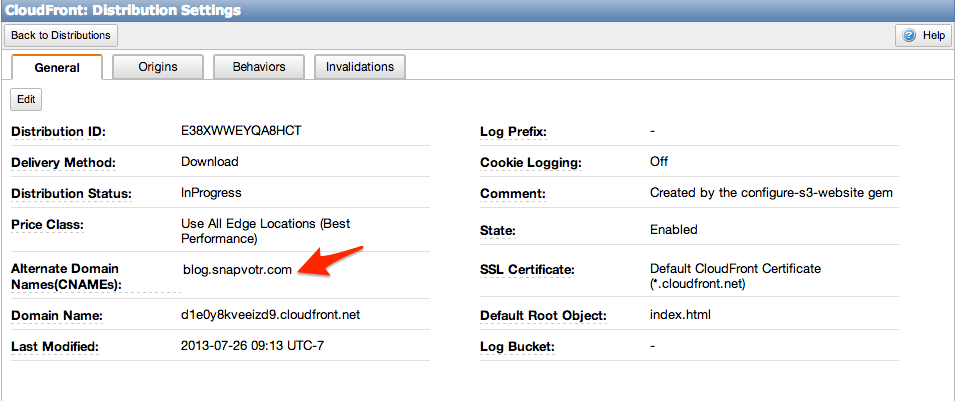 CloudFront: Distribution Settings
Back to Distributions
Help
General
Origins
Behaviors
Invalidations
Edit
Distribution ID: E38XWWEYQA8HCT
Delivery Method: Download
Distribution Status: InProgress
Price Class: Use All Edge Locations (Best
Performance)
Alternate Domain
Names(CNAMEs): blog.snapvotr.com
Domain Name: d1e0y8kveeizd9.cloudfront.net
Last Modified: 2013-07-26 09:13 UTC-7
Log Prefix: -
Cookie Logging: Off
Comment: Created by the configure-s3-website gem
State: Enabled
SSL Certificate: Default CloudFront Certificate
(*.cloudfront.net)
Default Root Object: index.html
Log Bucket: -